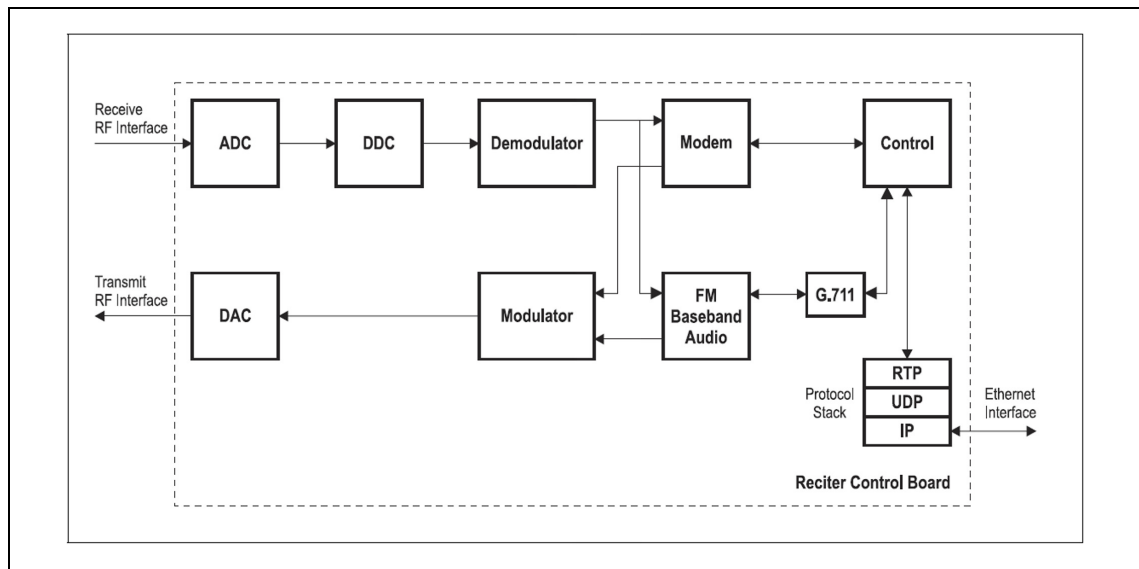 Receive
RF Interface
ADC
DDC
Demodulator
Modem
Control
Transmit
RF Interface
DAC
Modulator
FM
Baseband
Audio
G.711
Protocol
Stack
RTP
UDP
IP
Ethernet
Interface
Reciter Control Board